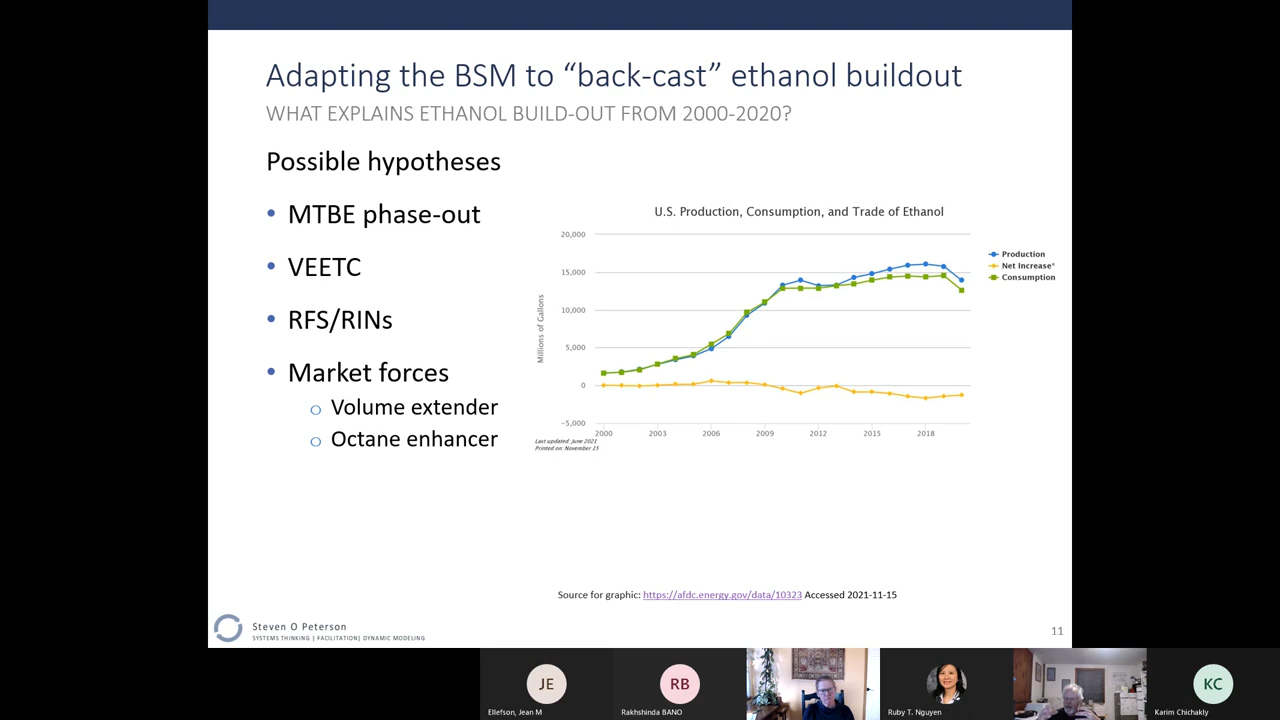 Adapting the BSM to “back-cast” ethanol buildout
WHAT EXPLAINS ETHANOL BUILD-OUT FROM 2000-2020?
Possible hypotheses
• MTBE phase-out
• VEETC
• RFS/RINs
• Market forces
o Volume extender
o Octane enhancer
U.S. Production, Consumption, and Trade of Ethanol
Millions of Gallons
20,000
15,000
10,000
5,000
0
-5,000
2000 2003 2006 2009 2012 2015 2018
Production
Net Increase*
Consumption
Last updated: June 2021
Printed on: November 15
Source for graphic: https://afdc.energy.gov/data/10323 Accessed 2021-11-15
Steven O Peterson
SYSTEMS THINKING | FACILITATION| DYNAMIC MODELING
11
JE
Ellefson, Jean M
RB
Rakhshinda BANO
Ruby T. Nguyen
KC
Karim Chichakly